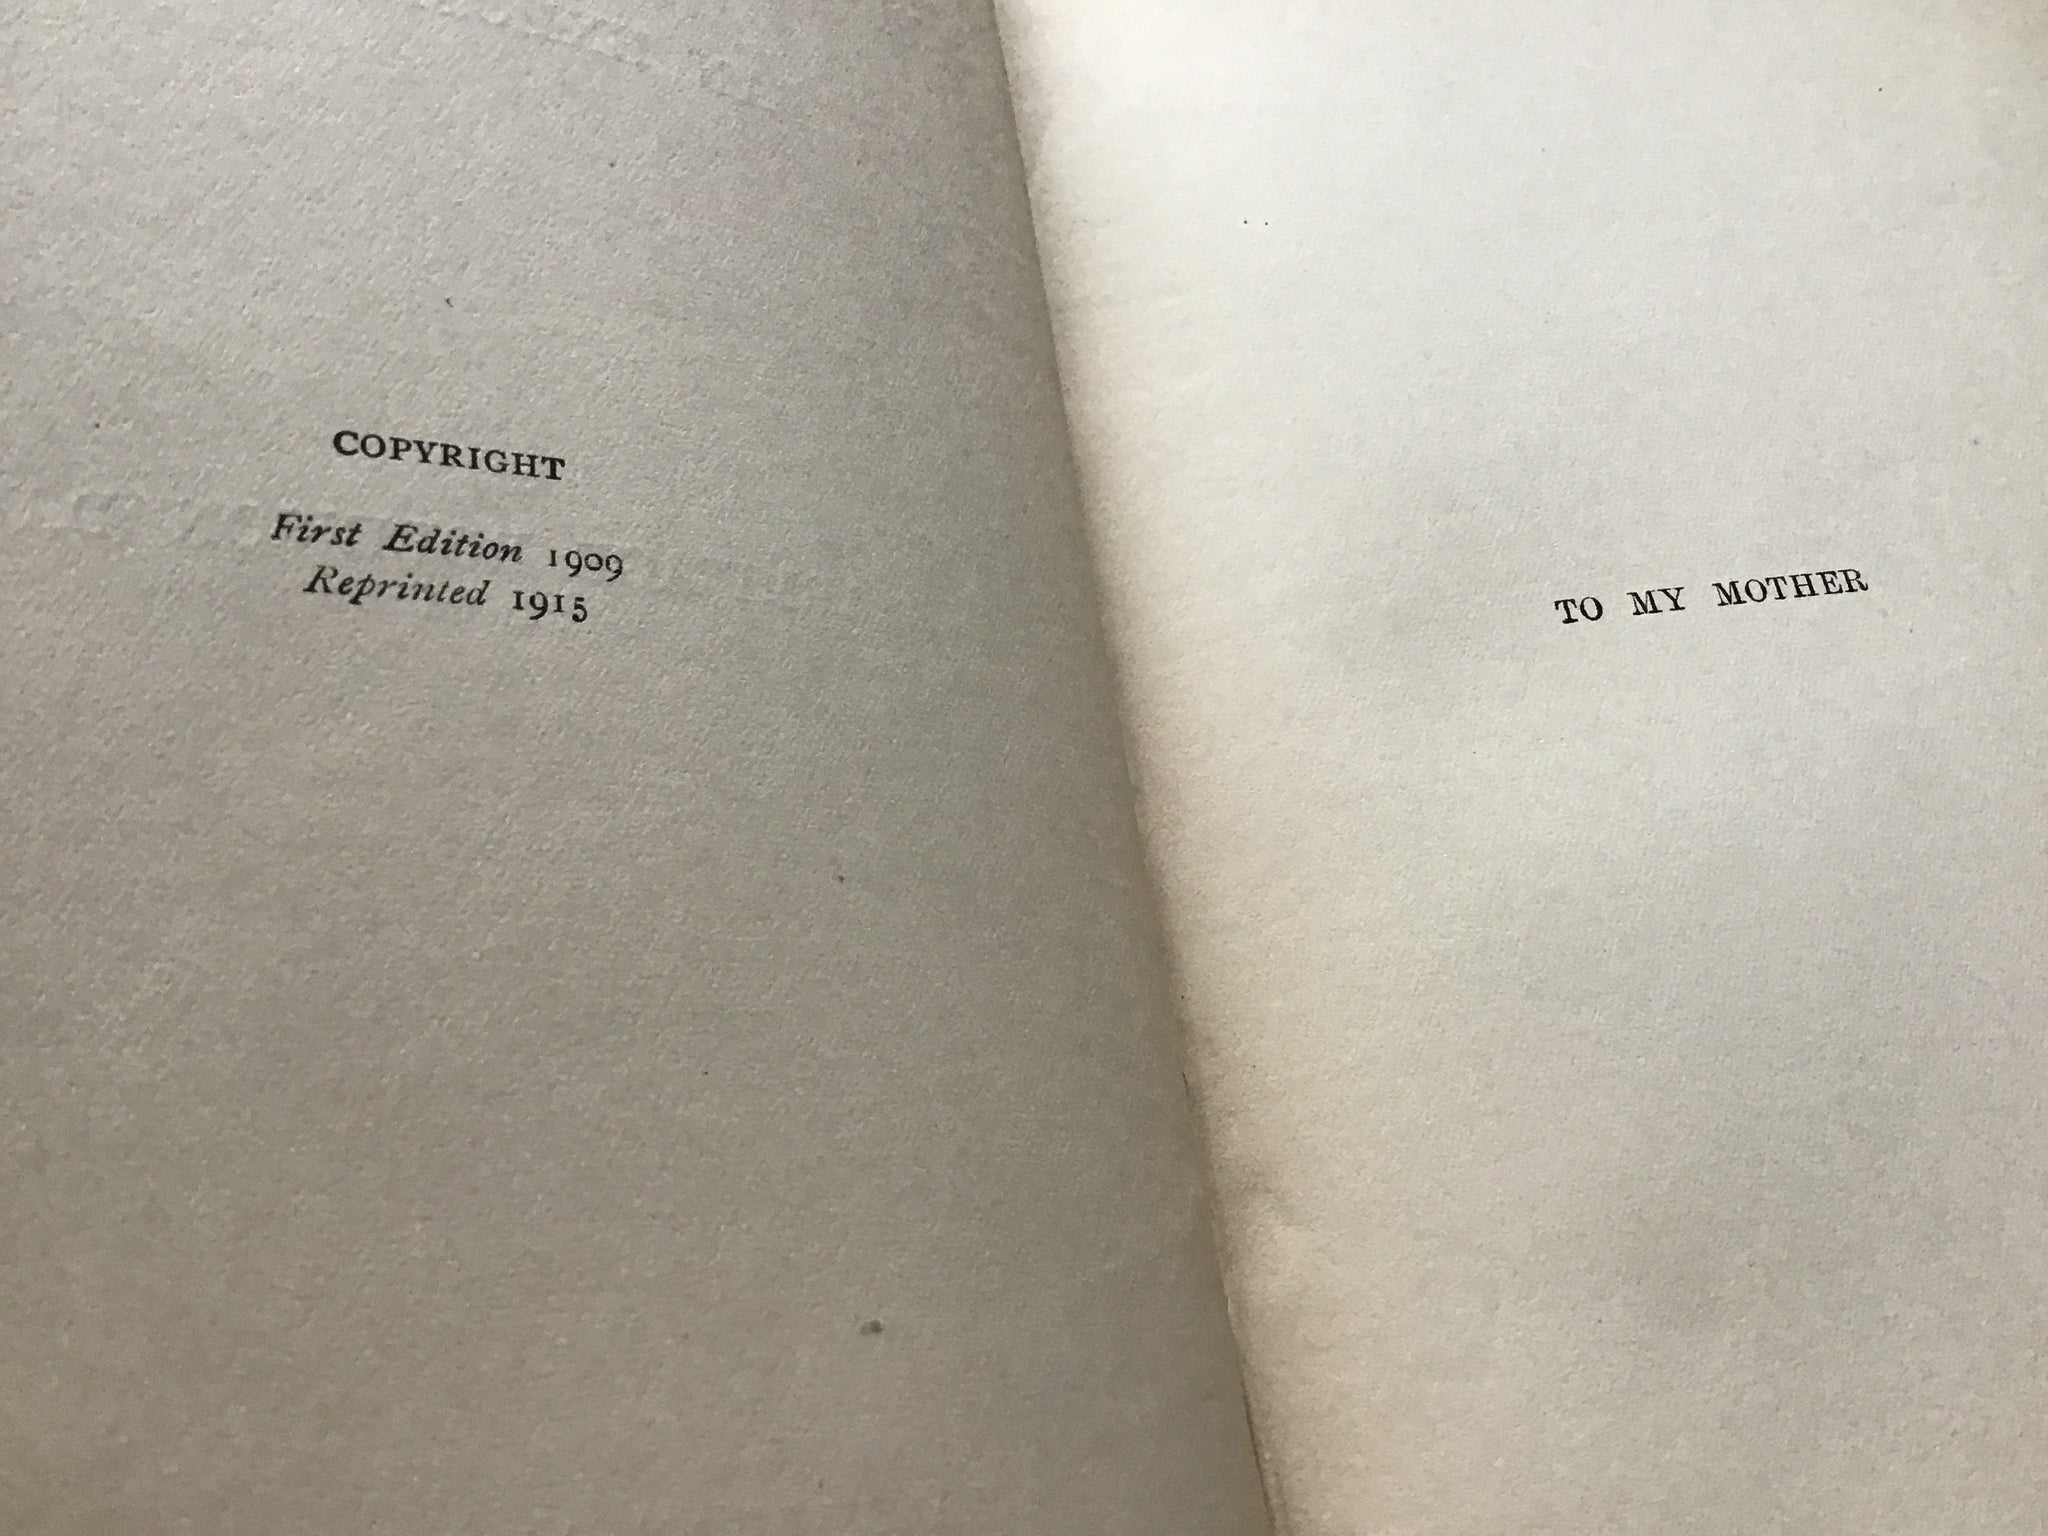 COPYRIGHT
First Edition 1909
Reprinted 1915
TO MY MOTHER